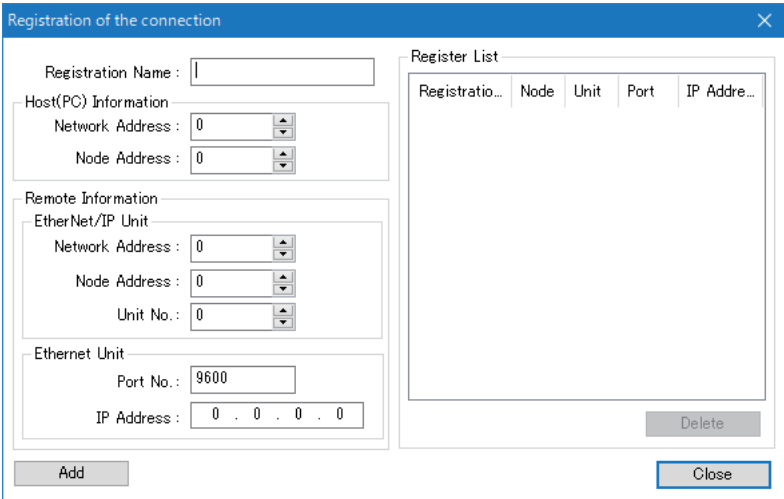 Registration of the connection
Registration Name :
Host(PC) Information
Network Address : 0
Node Address : 0
Remote Information
EtherNet/IP Unit
Network Address : 0
Node Address : 0
Unit No. : 0
Ethernet Unit
Port No. : 9600
IP Address : 0 . 0 . 0 . 0
Add
Register List
Registratio... Node Unit Port IP Addre...
Delete
Close